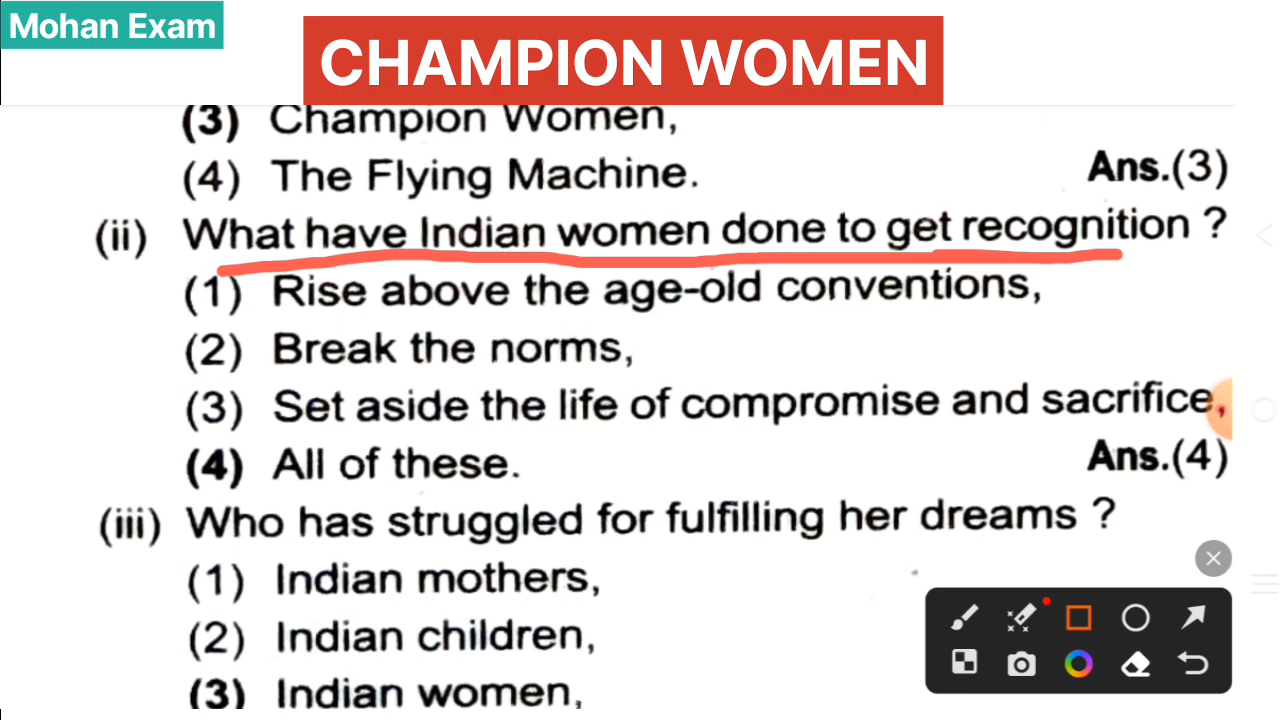 Mohan Exam
CHAMPION WOMEN
(3) Champion Women,
(4) The Flying Machine.
Ans.(3)
(ii) What have Indian women done to get recognition ?
(1) Rise above the age-old conventions,
(2) Break the norms,
(3) Set aside the life of compromise and sacrifice,
(4) All of these.
Ans.(4)
(iii) Who has struggled for fulfilling her dreams ?
(1) Indian mothers,
(2) Indian children,
(3) Indian women,